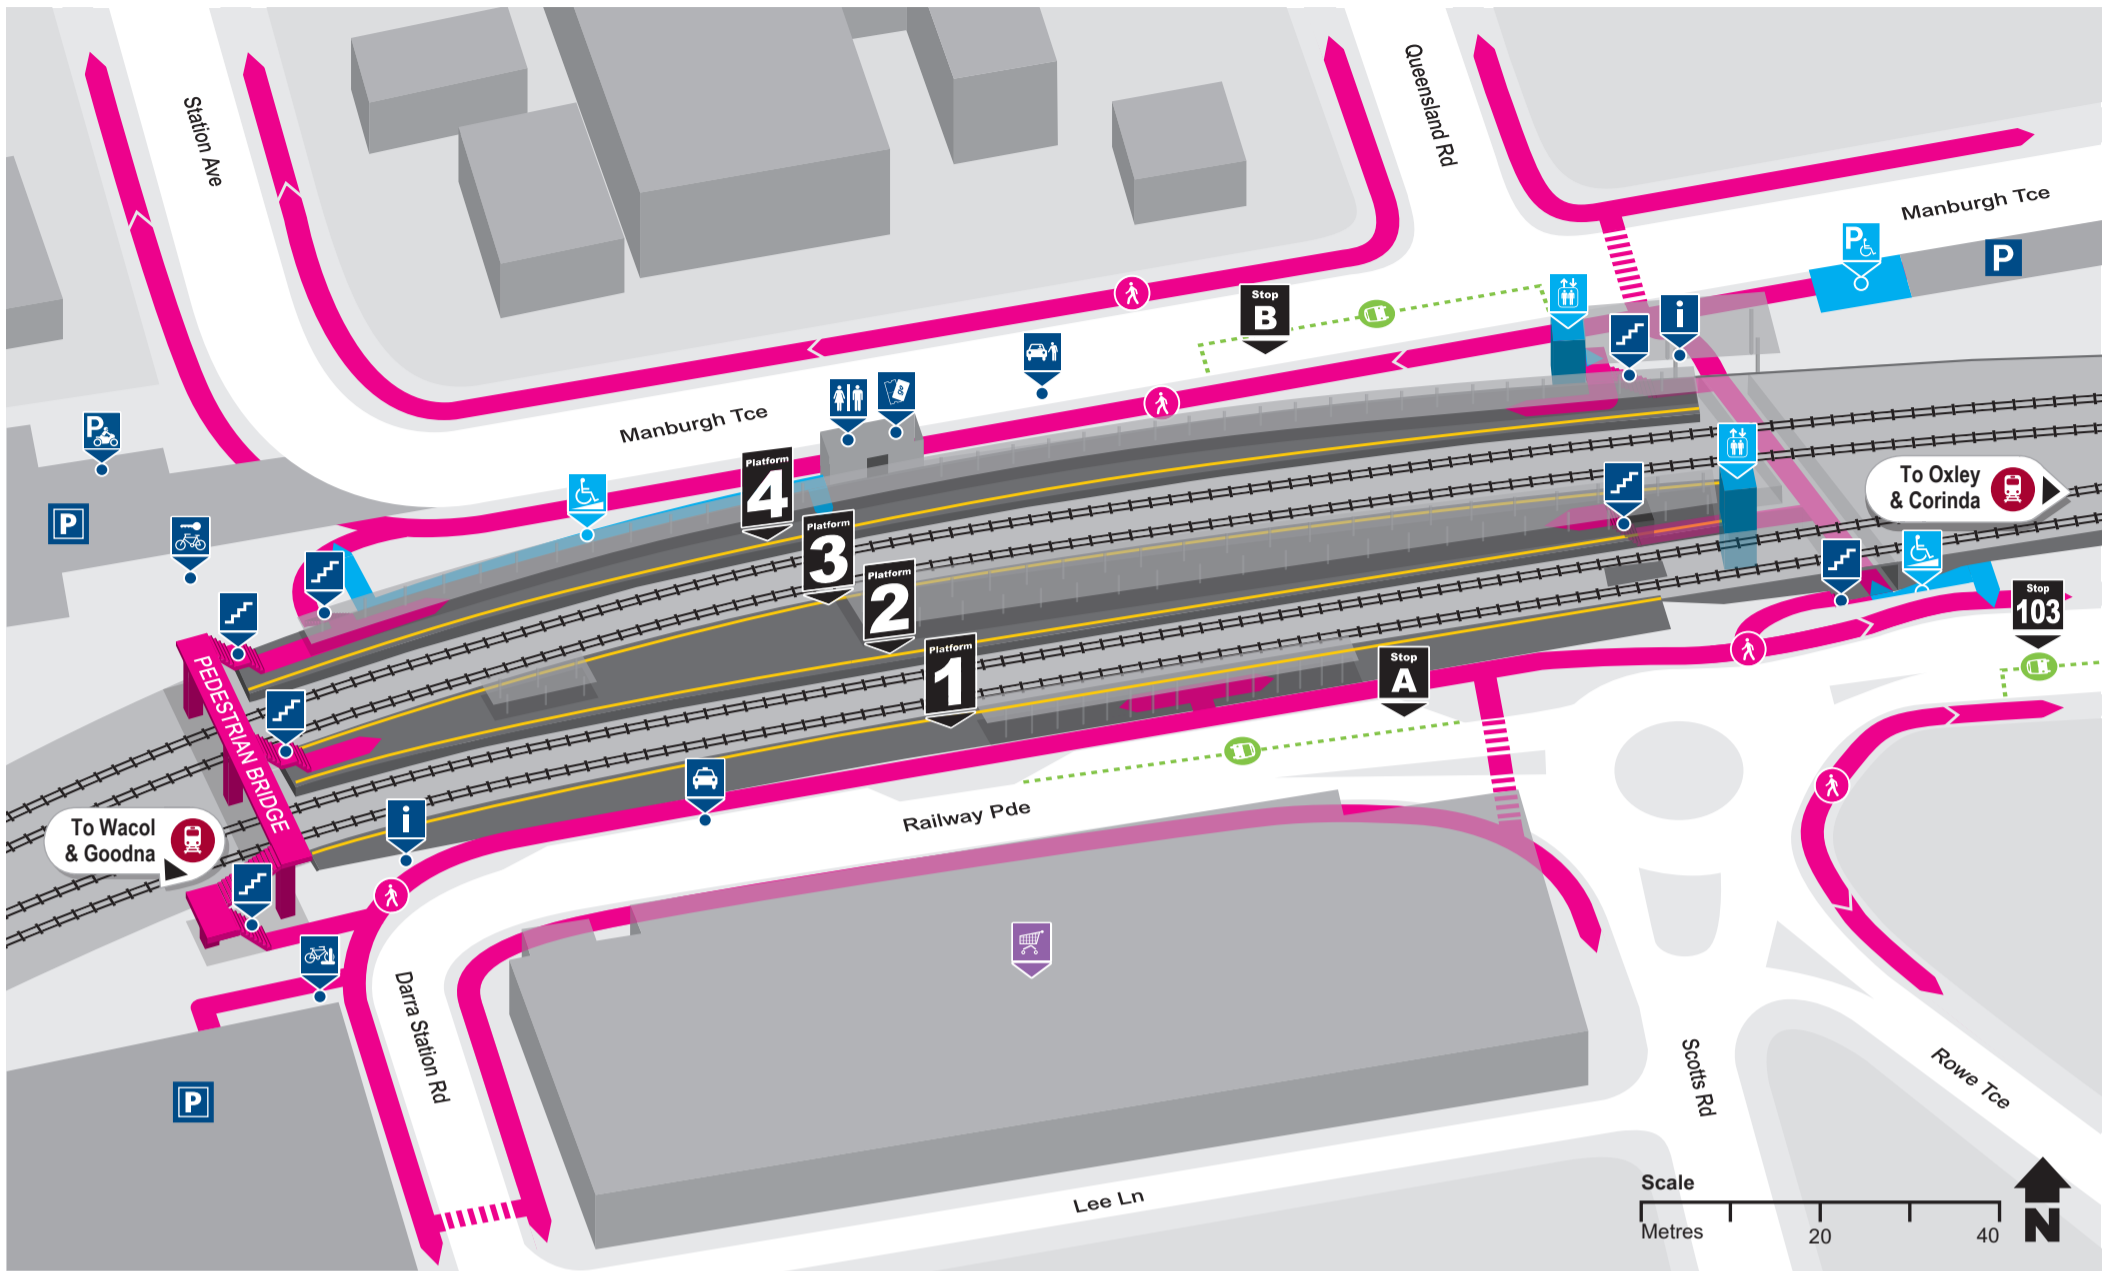 Station Ave
Queensland Rd
Manburgh Tce
P
P
Stop
B
i
Manburgh Tce
go
P
P
Platform
4
Platform
3
Platform
2
Platform
1
To Oxley
& Corinda
Stop
103
Stop
A
PEDESTRIAN BRIDGE
To Wacol
& Goodna
i
Railway Pde
Darra Station Rd
P
Scotts Rd
Rowe Tce
Lee Ln
Scale
Metres
20
40
N